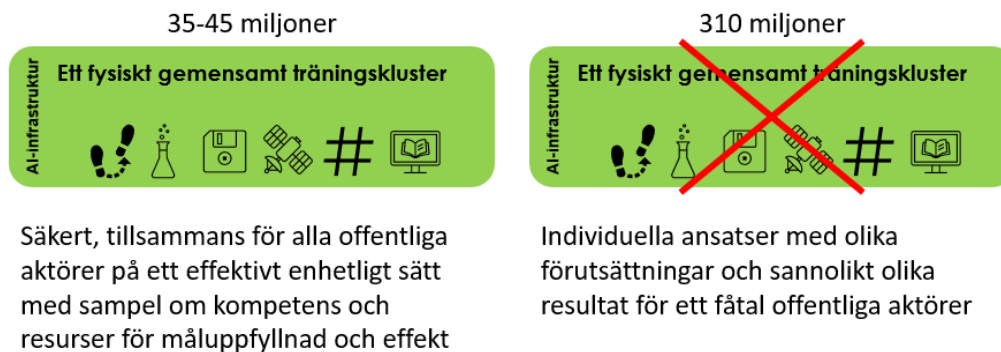 35-45 miljoner
AI-infrastruktur
Ett fysiskt gemensamt träningskluster
#
Säkert, tillsammans för alla offentliga
aktörer på ett effektivt enhetligt sätt
med sampel om kompetens och
resurser för måluppfyllnad och effekt
310 miljoner
AI-infrastruktur
Ett fysiskt gemensamt träningskluster
#
Individuella ansatser med olika
förutsättningar och sannolikt olika
resultat för ett fåtal offentliga aktörer